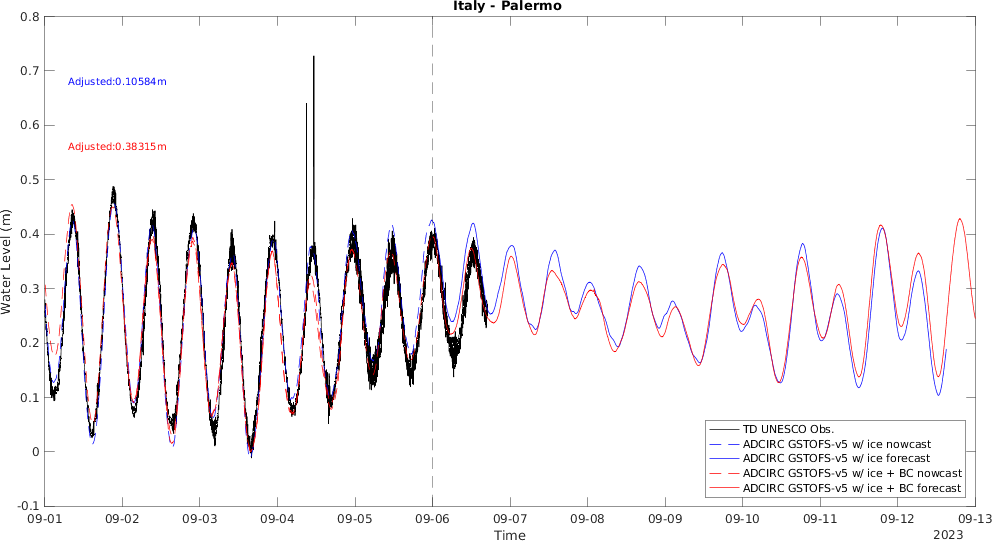 Italy - Palermo
0.8
0.7
0.6
0.5
0.4
0.3
0.2
0.1
0
-0.1
Water Level (m)
Adjusted:0.10584m
Adjusted:0.38315m
TD UNESCO Obs.
ADCIRC GSTOFS-v5 w/ ice nowcast
ADCIRC GSTOFS-v5 w/ ice forecast
ADCIRC GSTOFS-v5 w/ ice + BC nowcast
ADCIRC GSTOFS-v5 w/ ice + BC forecast
09-01 09-02 09-03 09-04 09-05 09-06 09-07 09-08 09-09 09-10 09-11 09-12 09-13
Time
2023